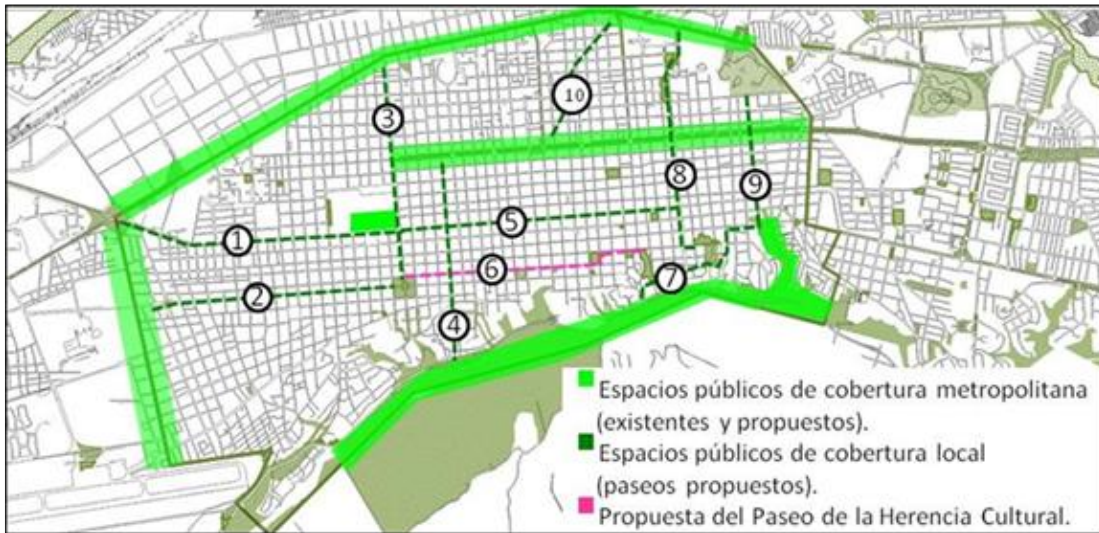 10
3
8
9
5
1
6
7
2
4
Espacios públicos de cobertura metropolitana
(existentes y propuestos).
Espacios públicos de cobertura local
(paseos propuestos).
Propuesta del Paseo de la Herencia Cultural.